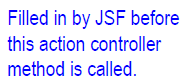 Filled in by JSF before
this action controller
method is called.